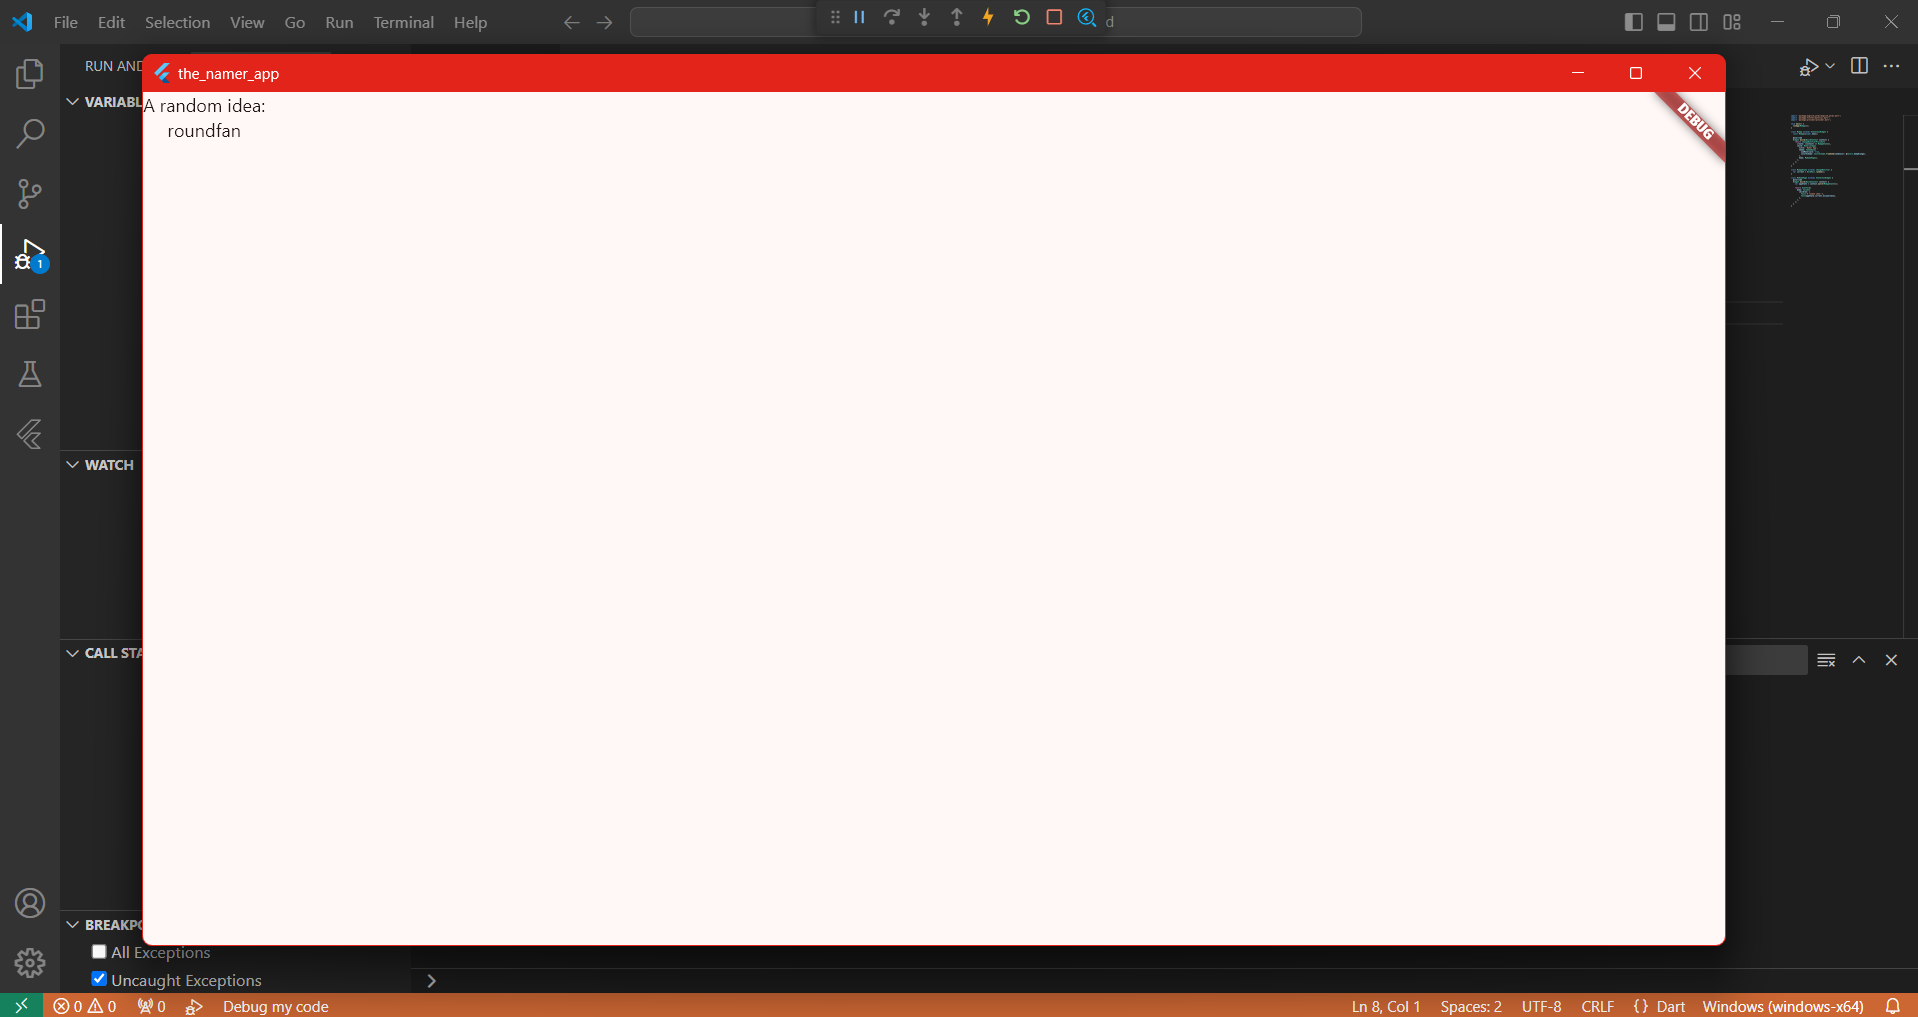 File Edit Selection View Go Run Terminal Help
d
RUN AND
the_namer_app
VARIABL
A random idea:
roundfan
DEBUG
1
WATCH
CALL STA
BREAKPO
All Exceptions
Uncaught Exceptions
0 0 0 Debug my code Ln 8, Col 1 Spaces: 2 UTF-8 CRLF {} Dart Windows (windows-x64)